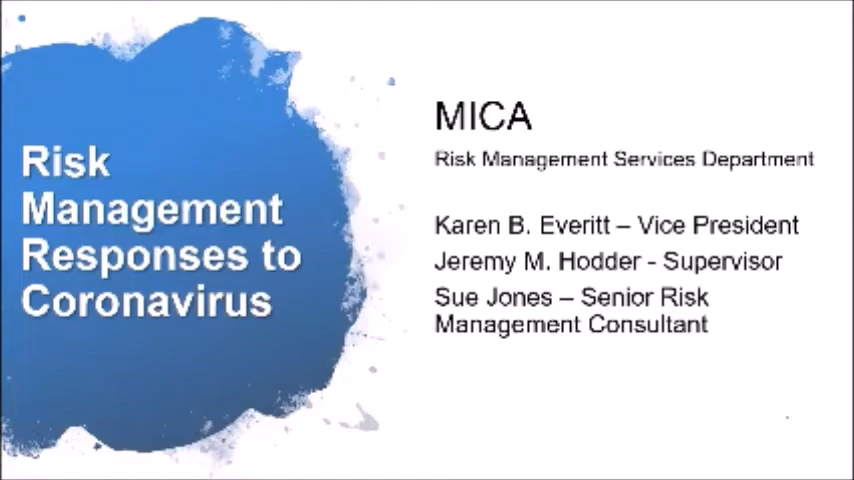 Risk
Management
Responses to
Coronavirus
MICA
Risk Management Services Department
Karen B. Everitt – Vice President
Jeremy M. Hodder - Supervisor
Sue Jones – Senior Risk
Management Consultant